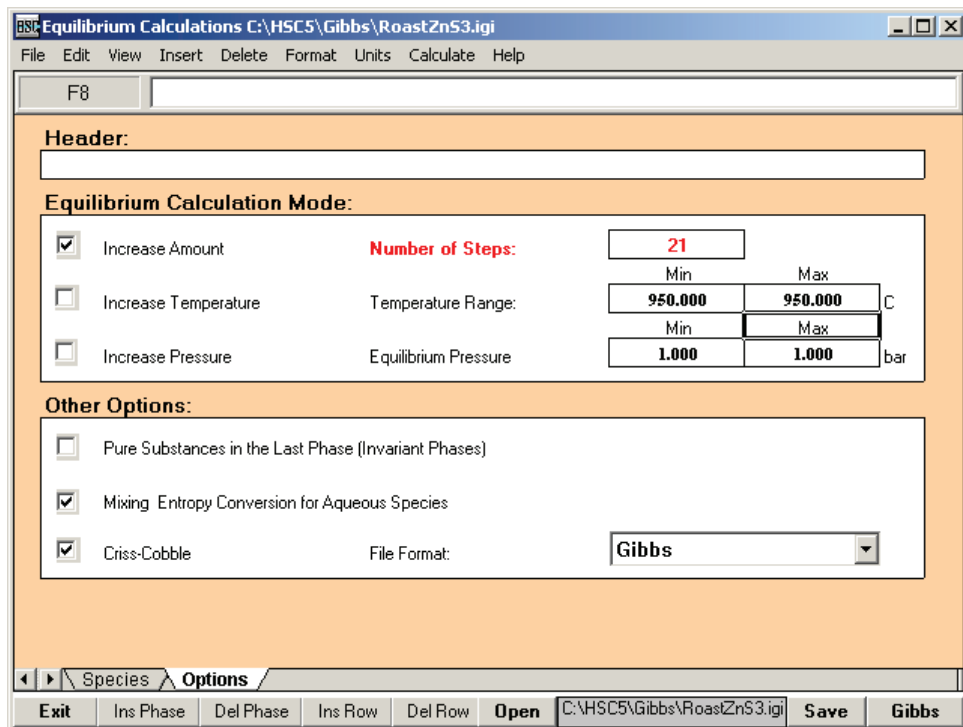 HSC Equilibrium Calculations C:\HSC5\Gibbs\RoastZnS3.igi
File Edit View Insert Delete Format Units Calculate Help
F8
Header:
Equilibrium Calculation Mode:
Increase Amount Number of Steps: 21
Min Max
Increase Temperature Temperature Range: 950.000 950.000 C
Min Max
Increase Pressure Equilibrium Pressure 1.000 1.000 bar
Other Options:
Pure Substances in the Last Phase (Invariant Phases)
Mixing Entropy Conversion for Aqueous Species
Criss-Cobble File Format: Gibbs
Species Options
Exit Ins Phase Del Phase Ins Row Del Row Open C:\HSC5\Gibbs\RoastZnS3.igi Save Gibbs